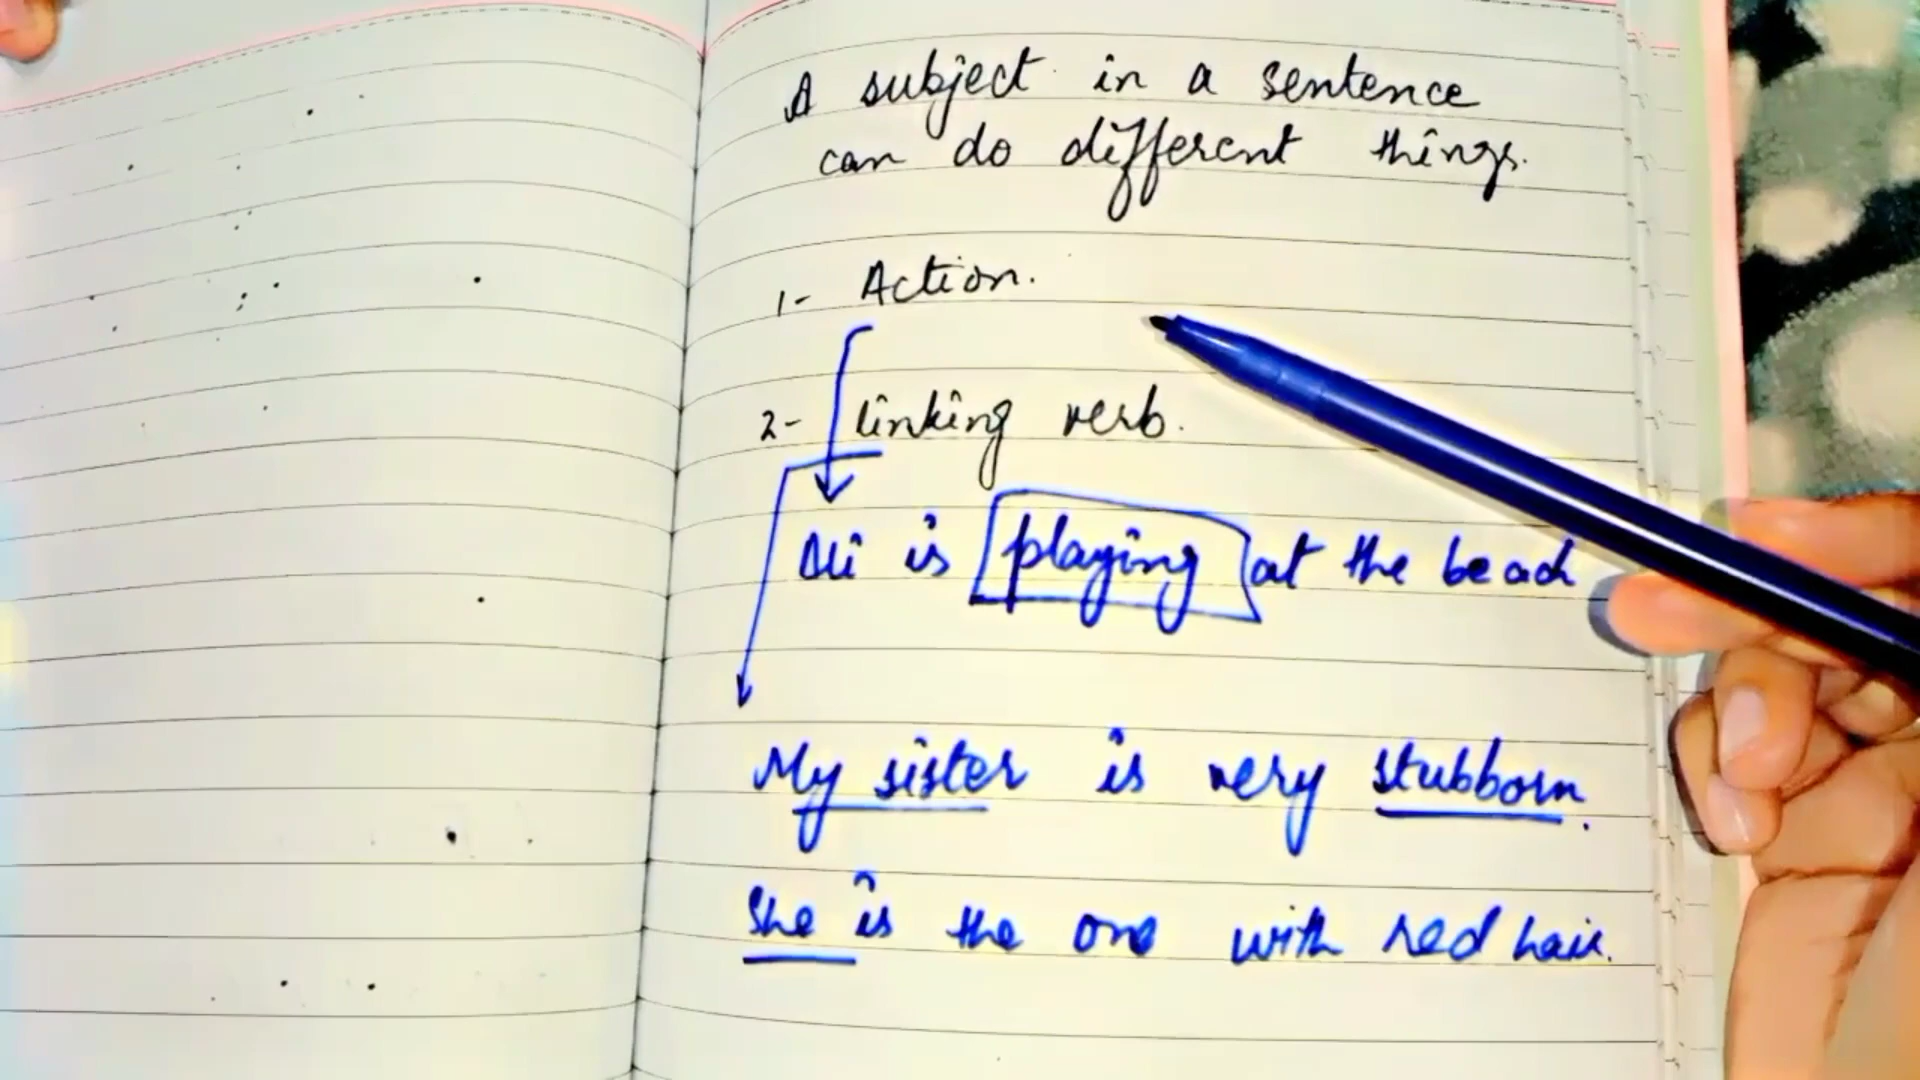 A subject in a sentence
can do different things.
1- Action.
2- linking verb.
Ali is playing at the beach
My sister is very stubborn.
She is the one with red hair.